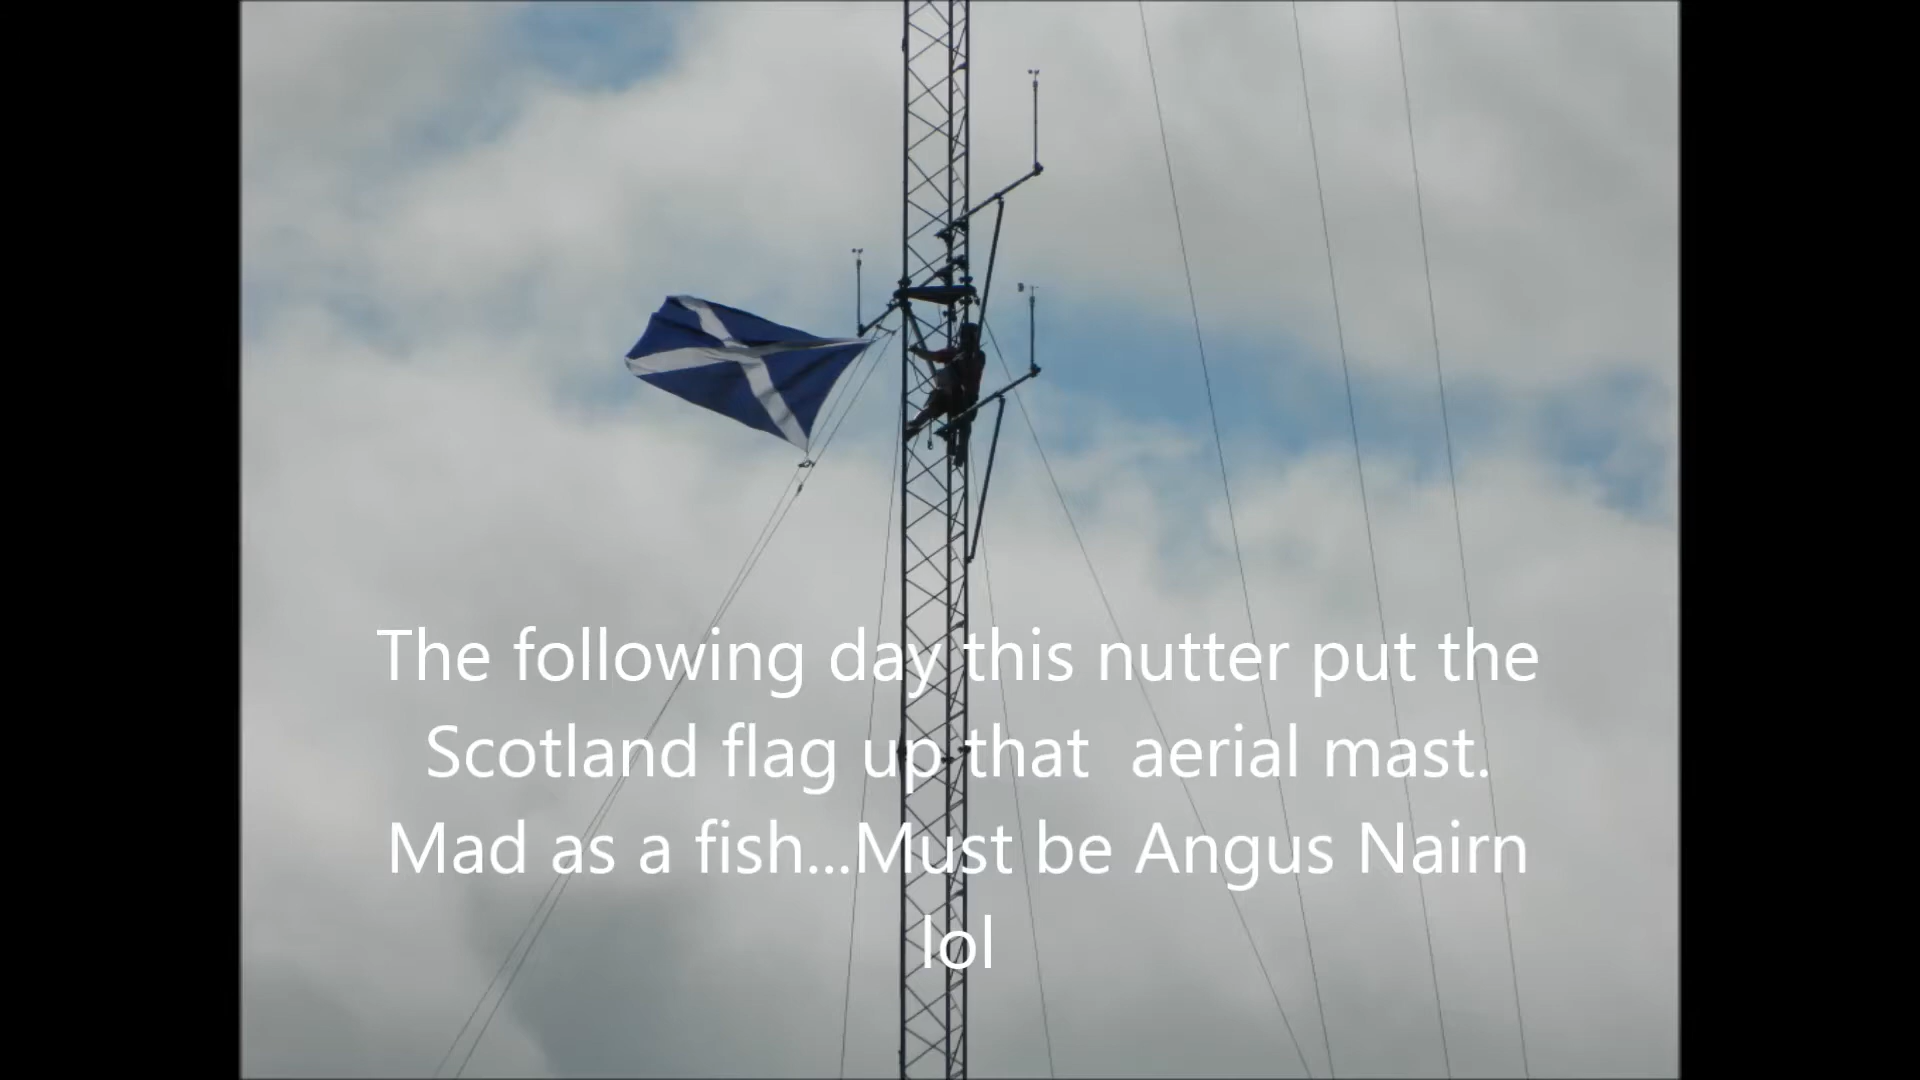 The following day this nutter put the
Scotland flag up that  aerial mast.
Mad as a fish...Must be Angus Nairn
lol